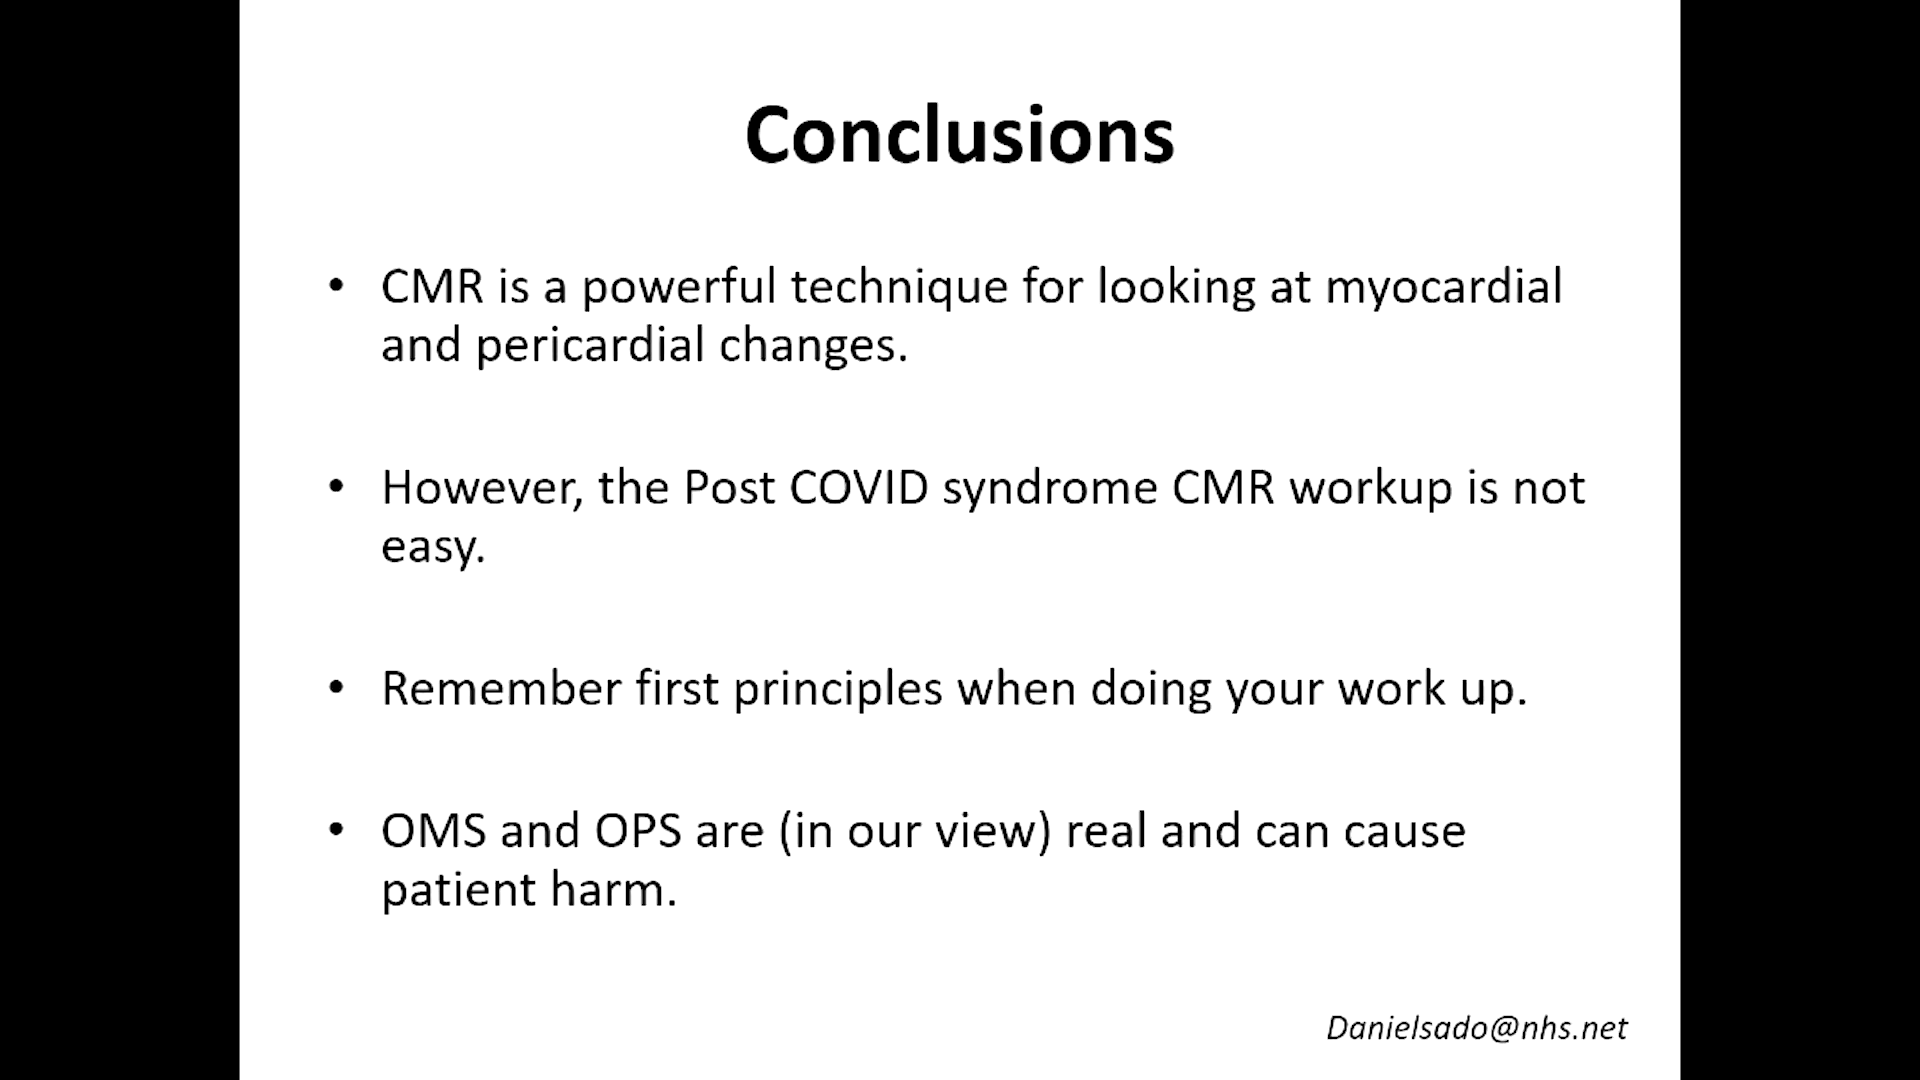 Conclusions
• CMR is a powerful technique for looking at myocardial
and pericardial changes.
• However, the Post COVID syndrome CMR workup is not
easy.
• Remember first principles when doing your work up.
• OMS and OPS are (in our view) real and can cause
patient harm.
Danielsado@nhs.net